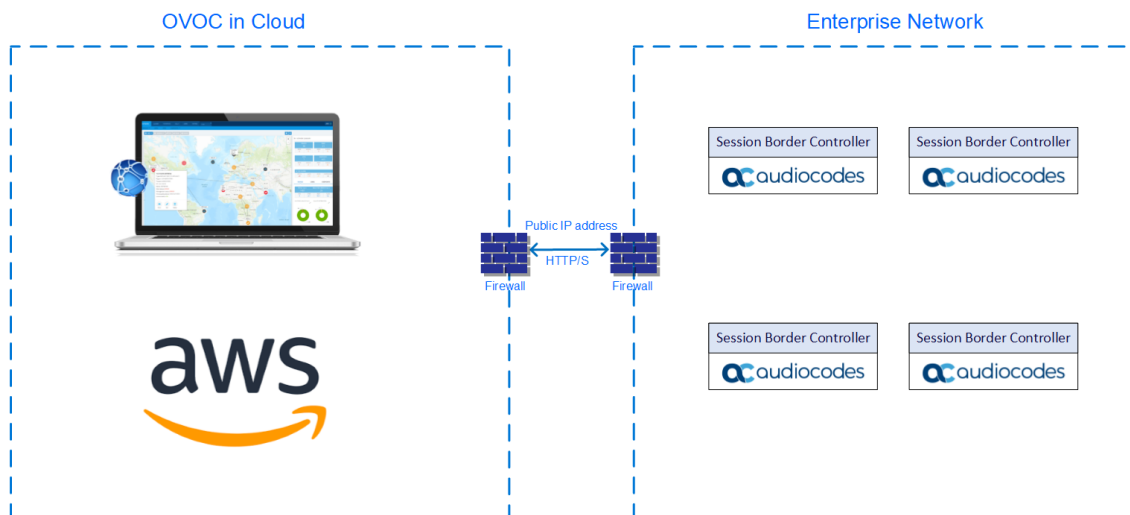 OVOC in Cloud
Enterprise Network
Session Border Controller
audiocodes
Session Border Controller
audiocodes
Public IP address
HTTP/S
Firewall
Firewall
aws
Session Border Controller
audiocodes
Session Border Controller
audiocodes